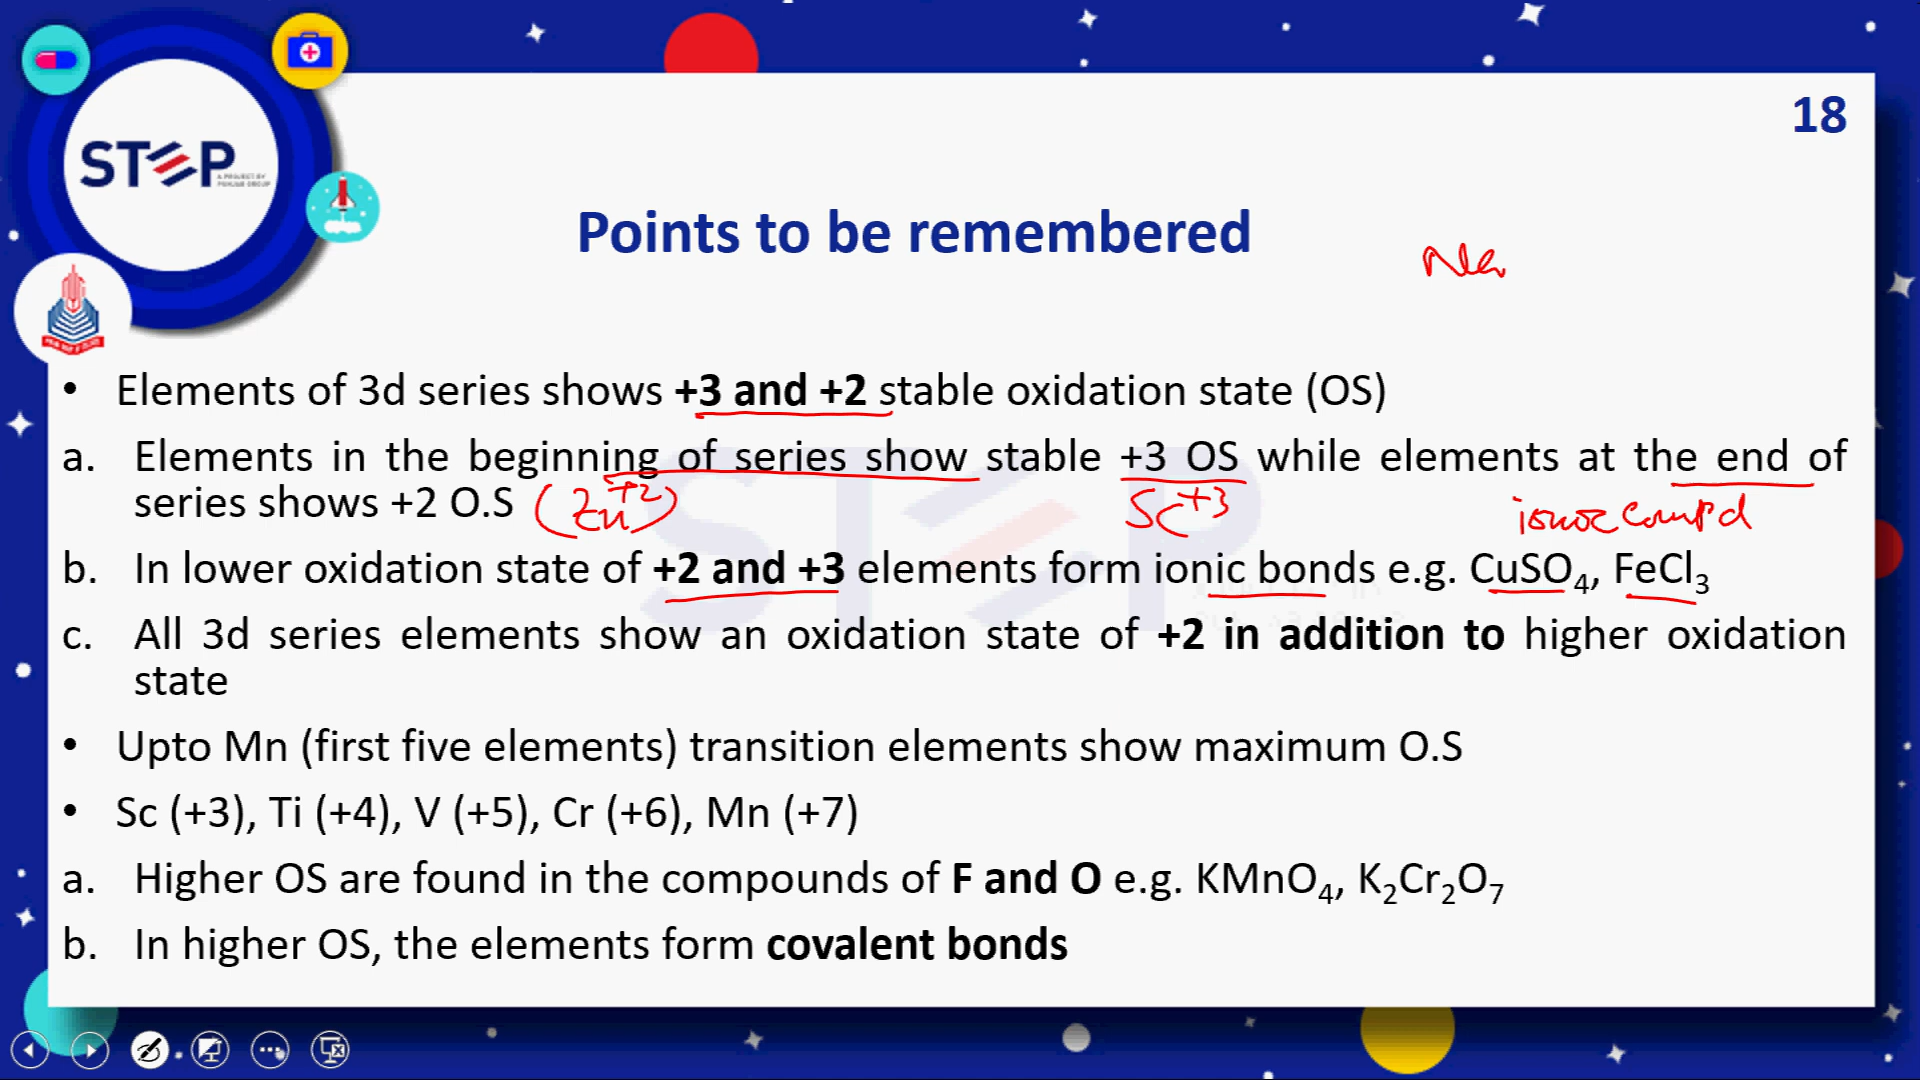 STEP
A PROJECT BY
PUNJAB GROUP
18
Points to be remembered
• Elements of 3d series shows +3 and +2 stable oxidation state (OS)
a. Elements in the beginning of series show stable +3 OS while elements at the end of
series shows +2 O.S (Zn+2) Sc+3
b. In lower oxidation state of +2 and +3 elements form ionic bonds e.g. CuSO₄, FeCl₃
c. All 3d series elements show an oxidation state of +2 in addition to higher oxidation
state
• Upto Mn (first five elements) transition elements show maximum O.S
• Sc (+3), Ti (+4), V (+5), Cr (+6), Mn (+7)
a. Higher OS are found in the compounds of F and O e.g. KMnO₄, K₂Cr₂O₇
b. In higher OS, the elements form covalent bonds